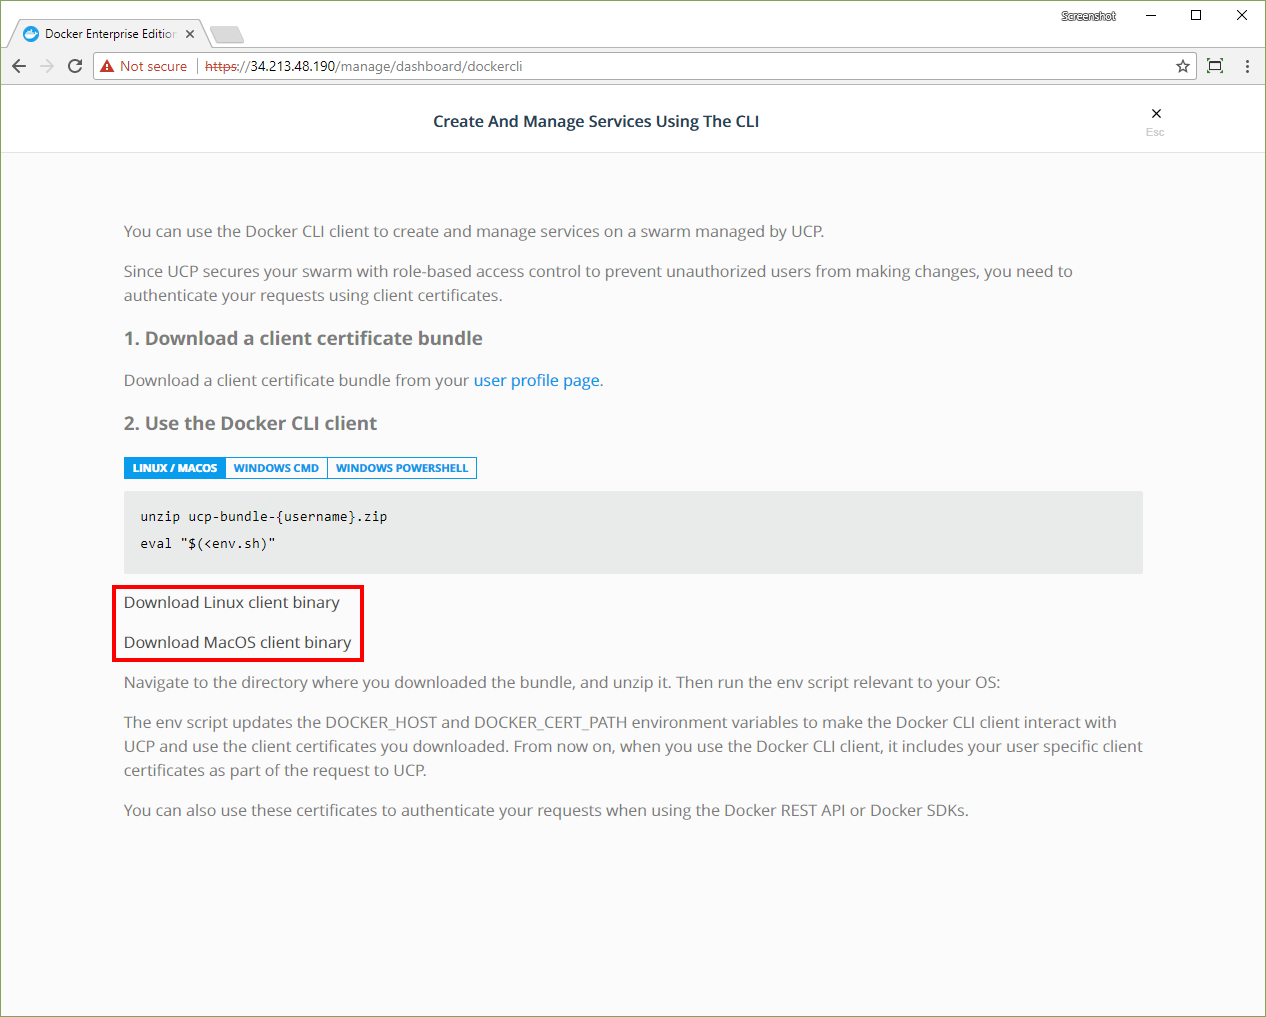 Screenshot
Docker Enterprise Edition
Not secure
https://34.213.48.190/manage/dashboard/dockercli
Create And Manage Services Using The CLI
Esc
You can use the Docker CLI client to create and manage services on a swarm managed by UCP.
Since UCP secures your swarm with role-based access control to prevent unauthorized users from making changes, you need to
authenticate your requests using client certificates.
1. Download a client certificate bundle
Download a client certificate bundle from your user profile page.
2. Use the Docker CLI client
LINUX / MACOS WINDOWS CMD WINDOWS POWERSHELL
unzip ucp-bundle-{username}.zip
eval "$(<env.sh)"
Download Linux client binary
Download MacOS client binary
Navigate to the directory where you downloaded the bundle, and unzip it. Then run the env script relevant to your OS:
The env script updates the DOCKER_HOST and DOCKER_CERT_PATH environment variables to make the Docker CLI client interact with
UCP and use the client certificates you downloaded. From now on, when you use the Docker CLI client, it includes your user specific client
certificates as part of the request to UCP.
You can also use these certificates to authenticate your requests when using the Docker REST API or Docker SDKs.